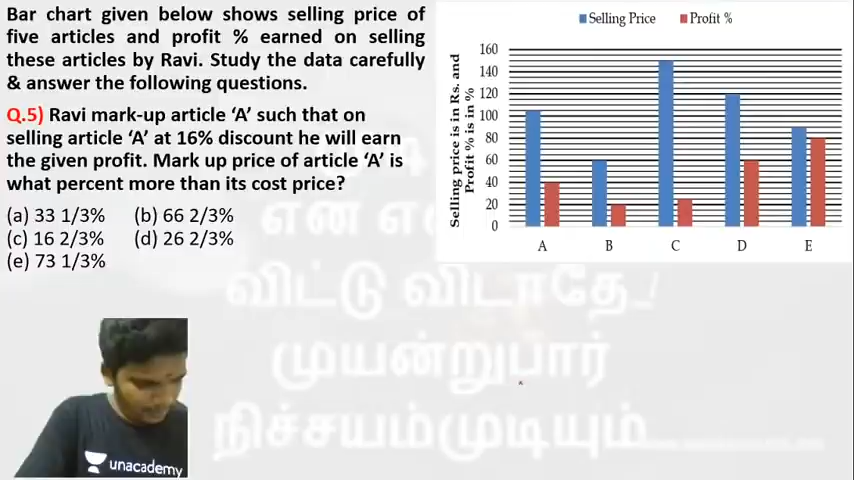 Bar chart given below shows selling price of
five articles and profit % earned on selling
these articles by Ravi. Study the data carefully
& answer the following questions.
Q.5) Ravi mark-up article ‘A’ such that on
selling article ‘A’ at 16% discount he will earn
the given profit. Mark up price of article ‘A’ is
what percent more than its cost price?
(a) 33 1/3% (b) 66 2/3%
(c) 16 2/3% (d) 26 2/3%
(e) 73 1/3%
Selling Price Profit %
Selling price is in Rs. and
Profit % is in %
160
140
120
100
80
60
40
20
0
A B C D E
என
விட்டு விடாதே..!
முயன்றுபார்
நிச்சயம்முடியும்
unacademy